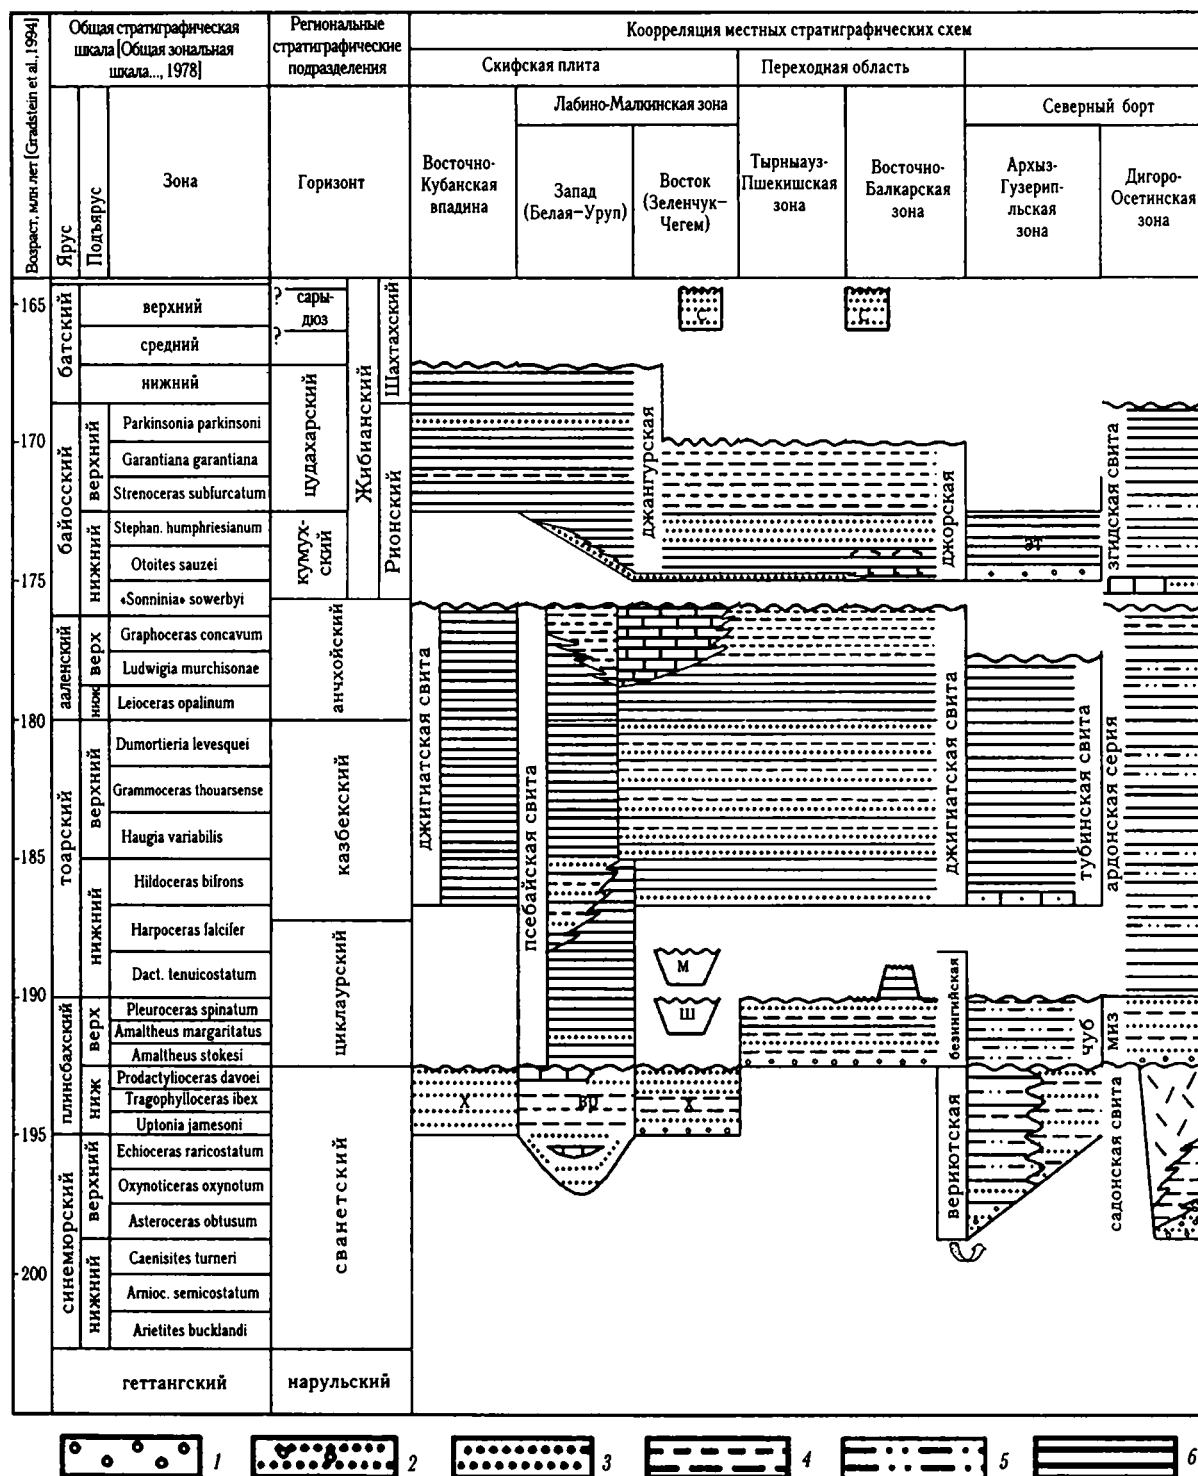 Возраст, млн лет [Gradstein et al., 1994]
Общая стратиграфическая
шкала [Общая зональная
шкала..., 1978]
Региональные
стратиграфические
подразделения
Коорреляция местных стратиграфических схем
Скифская плита
Переходная область
Лабино-Малкинская зона
Северный борт
Ярус
Подъярус
Зона
Горизонт
Восточно-
Кубанская
впадина
Запад
(Белая-Уруп)
Восток
(Зеленчук-
Чегем)
Тырныауз-
Пшекишская
зона
Восточно-
Балкарская
зона
Архыз-
Гузерип-
льская
зона
Дигоро-
Осетинская
зона
165
170
175
180
185
190
195
200
батский
верхний
средний
нижний
байосский
верхний
Parkinsonia parkinsoni
Garantiana garantiana
Strenoceras subfurcatum
нижний
Stephan. humphriesianum
Otoites sauzei
«Sonninia» sowerbyi
ааленский
верх
Graphoceras concavum
Ludwigia murchisonae
ниж
Leioceras opalinum
тоарский
верхний
Dumortieria levesquei
Grammoceras thouarsense
Haugia variabilis
нижний
Hildoceras bifrons
Harpoceras falcifer
Dact. tenuicostatum
плинсбахский
верх
Pleuroceras spinatum
Amaltheus margaritatus
Amaltheus stokesi
ниж
Prodactylioceras davoei
Tragophylloceras ibex
Uptonia jamesoni
синемюрский
верхний
Echioceras raricostatum
Oxynoticeras oxynotum
Asteroceras obtusum
нижний
Caenisites turneri
Arnioc. semicostatum
Arietites bucklandi
геттангский
?
сары-
дюз
?
цудахарский
кумух-
ский
Жибианский
Шахтахский
Рионский
анчхойский
казбекский
циклаурский
сванетский
нарульский
С
С
джангурская
джорская
эт
згидская свита
джигиатская свита
псебайская свита
джигиатская свита
тубинская свита
ардонская серия
М
Ш
безингийская
чуб
миз
Х
вр
Х
вериютская
садонская свита
1
2
3
4
5
6